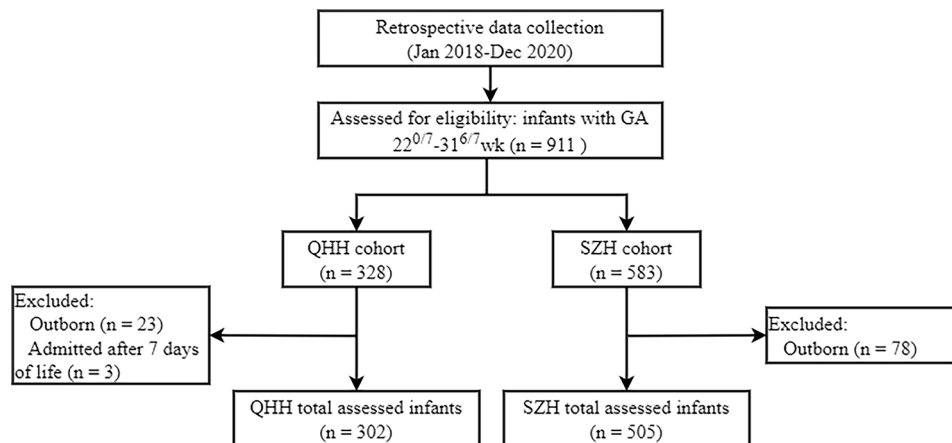 Retrospective data collection
(Jan 2018-Dec 2020)
Assessed for eligibility: infants with GA
22^0/7-31^6/7wk (n = 911 )
QHH cohort
(n = 328)
SZH cohort
(n = 583)
Excluded:
Outborn (n = 23)
Admitted after 7 days
of life (n = 3)
Excluded:
Outborn (n = 78)
QHH total assessed infants
(n = 302)
SZH total assessed infants
(n = 505)